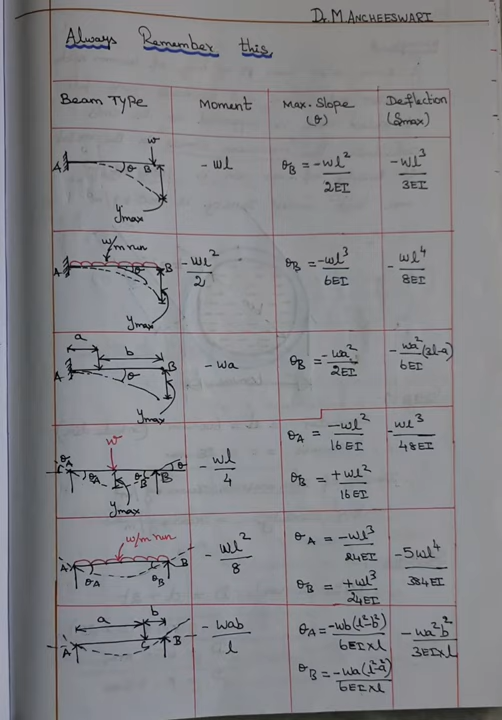 Dr.M.ANCHEESWARI
Always Remember this
Beam Type Moment Max. Slope (θ) Deflection (δmax)
A w θ B ymax -wl θB = -wl²/2EI -wl³/3EI
w/m run A θ B ymax -wl²/2 θB = -wl³/6EI -wl⁴/8EI
a b A θ B ymax -wa θB = -wa²/2EI -wa²/6EI (3l-a)
θA A θA w θB B θ ymax -wl/4 θA = -wl²/16EI -wl³/48EI
θB = +wl²/16EI
w/m run A θA θB B -wl²/8 θA = -wl³/24EI -5wl⁴/384EI
θB = +wl³/24EI
a b A C B -wab/l θA = -wb(l²-b²)/6EI×l -wa²b²/3EI×l
θB = -wa(l²-a²)/6EI×l